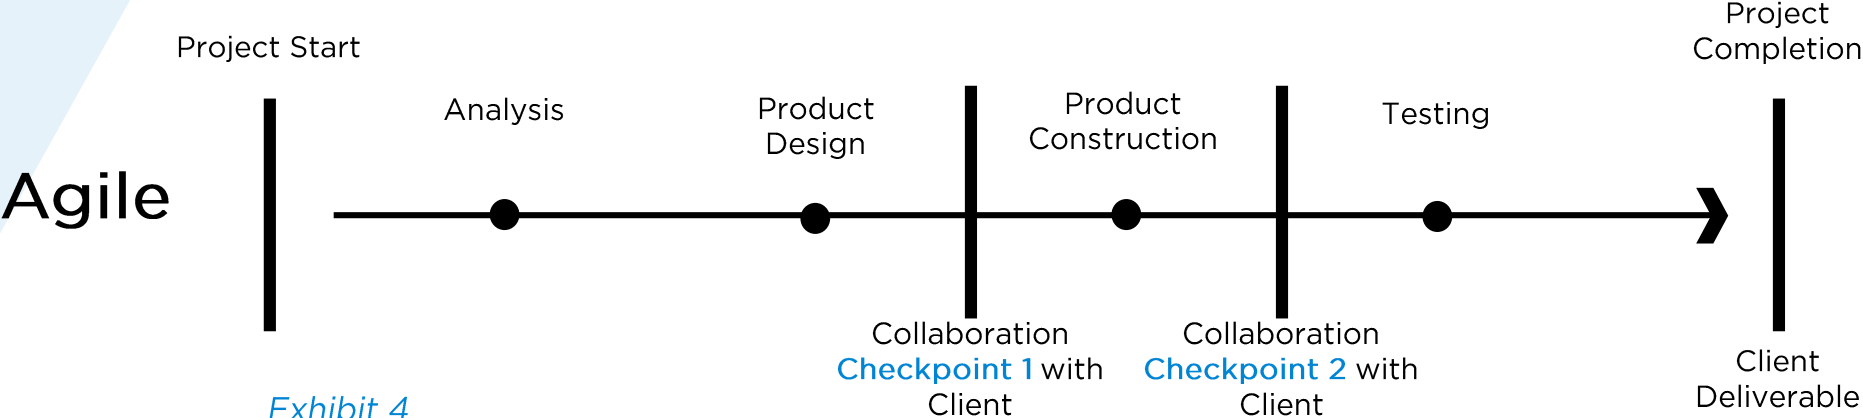 Project Start
Project
Completion
Analysis
Product
Design
Product
Construction
Testing
Agile
Collaboration
Checkpoint 1 with
Client
Collaboration
Checkpoint 2 with
Client
Client
Deliverable
Exhibit 4